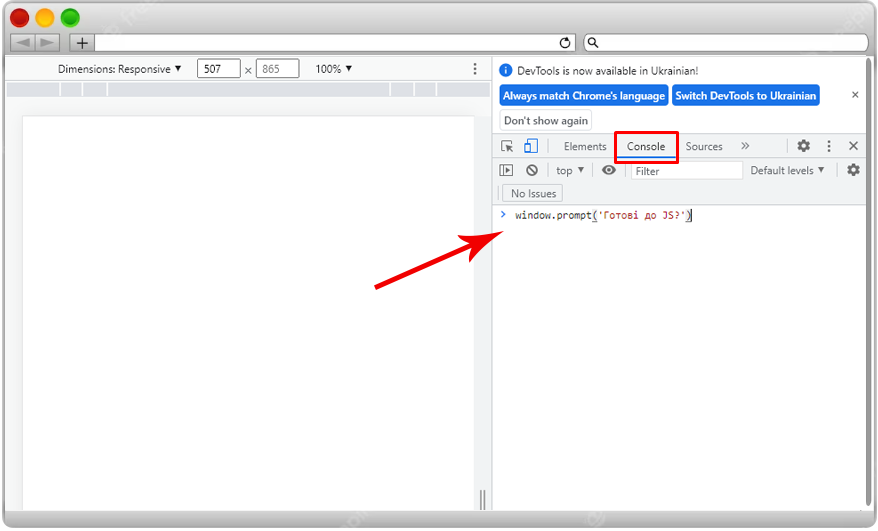 Dimensions: Responsive 507 × 865 100%
DevTools is now available in Ukrainian!
Always match Chrome's language Switch DevTools to Ukrainian ×
Don't show again
Elements Console Sources »
top Filter Default levels
No Issues
> window.prompt('Готові до JS?')